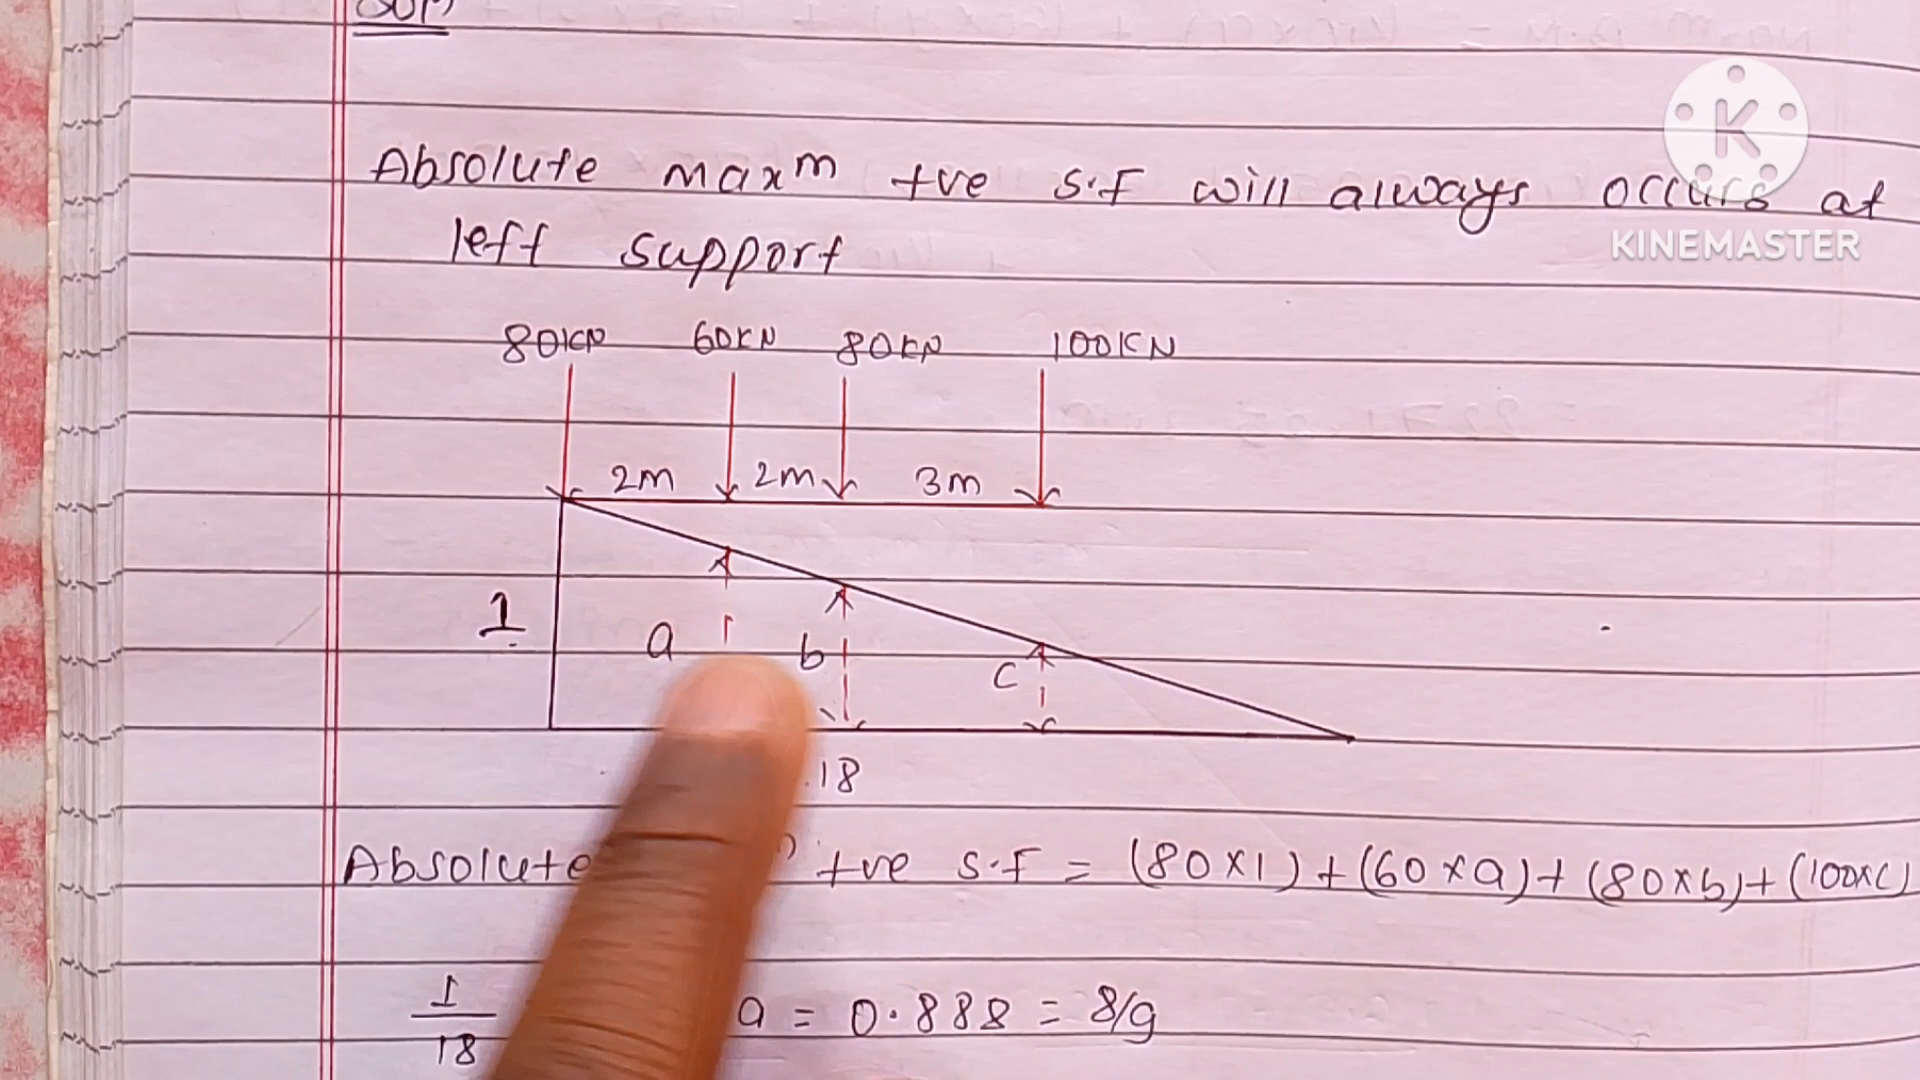 Solⁿ
Absolute maxᵐ +ve S.F will always occurs at
left support
80KN 60KN 80KN 100KN
2m 2m 3m
1
a b c
18
Absolute +ve S.F = (80×1)+(60×a)+(80×b)+(100×c)
1/18 a = 0.888 = 8/9
K
KINEMASTER